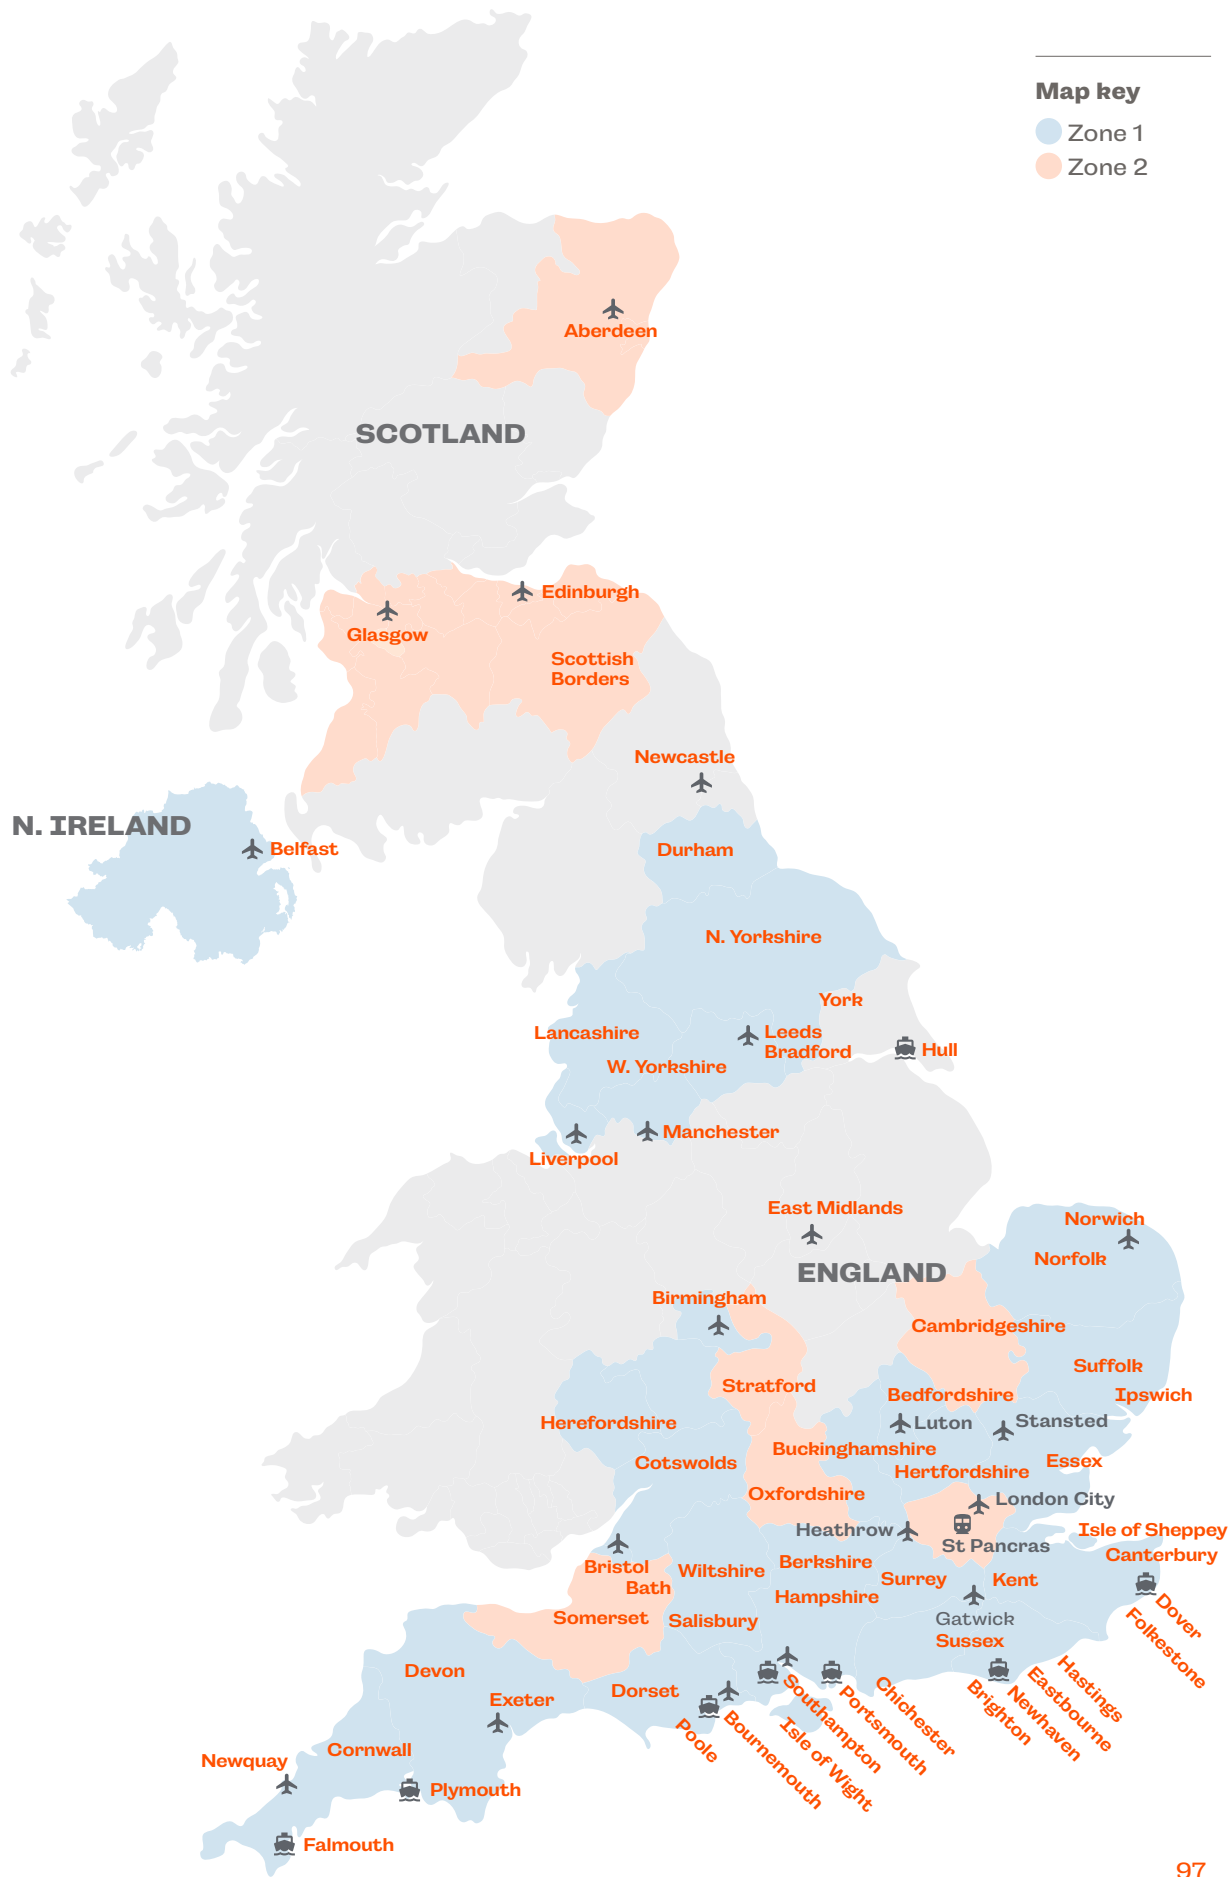 Map key
Zone 1
Zone 2
Aberdeen
SCOTLAND
Edinburgh
Glasgow
Scottish
Borders
Newcastle
N. IRELAND
Belfast
Durham
N. Yorkshire
York
Lancashire
Leeds
Bradford
Hull
W. Yorkshire
Manchester
Liverpool
East Midlands
Norwich
Norfolk
ENGLAND
Birmingham
Cambridgeshire
Suffolk
Stratford
Bedfordshire
Ipswich
Herefordshire
Luton
Stansted
Buckinghamshire
Cotswolds
Essex
Hertfordshire
Oxfordshire
London City
Heathrow
Isle of Sheppey
St Pancras
Canterbury
Bristol
Berkshire
Wiltshire
Surrey
Kent
Bath
Hampshire
Dover
Folkestone
Somerset
Salisbury
Gatwick
Sussex
Devon
Hastings
Eastbourne
Newhaven
Brighton
Chichester
Portsmouth
Southampton
Isle of Wight
Bournemouth
Poole
Dorset
Exeter
Cornwall
Newquay
Plymouth
Falmouth
97